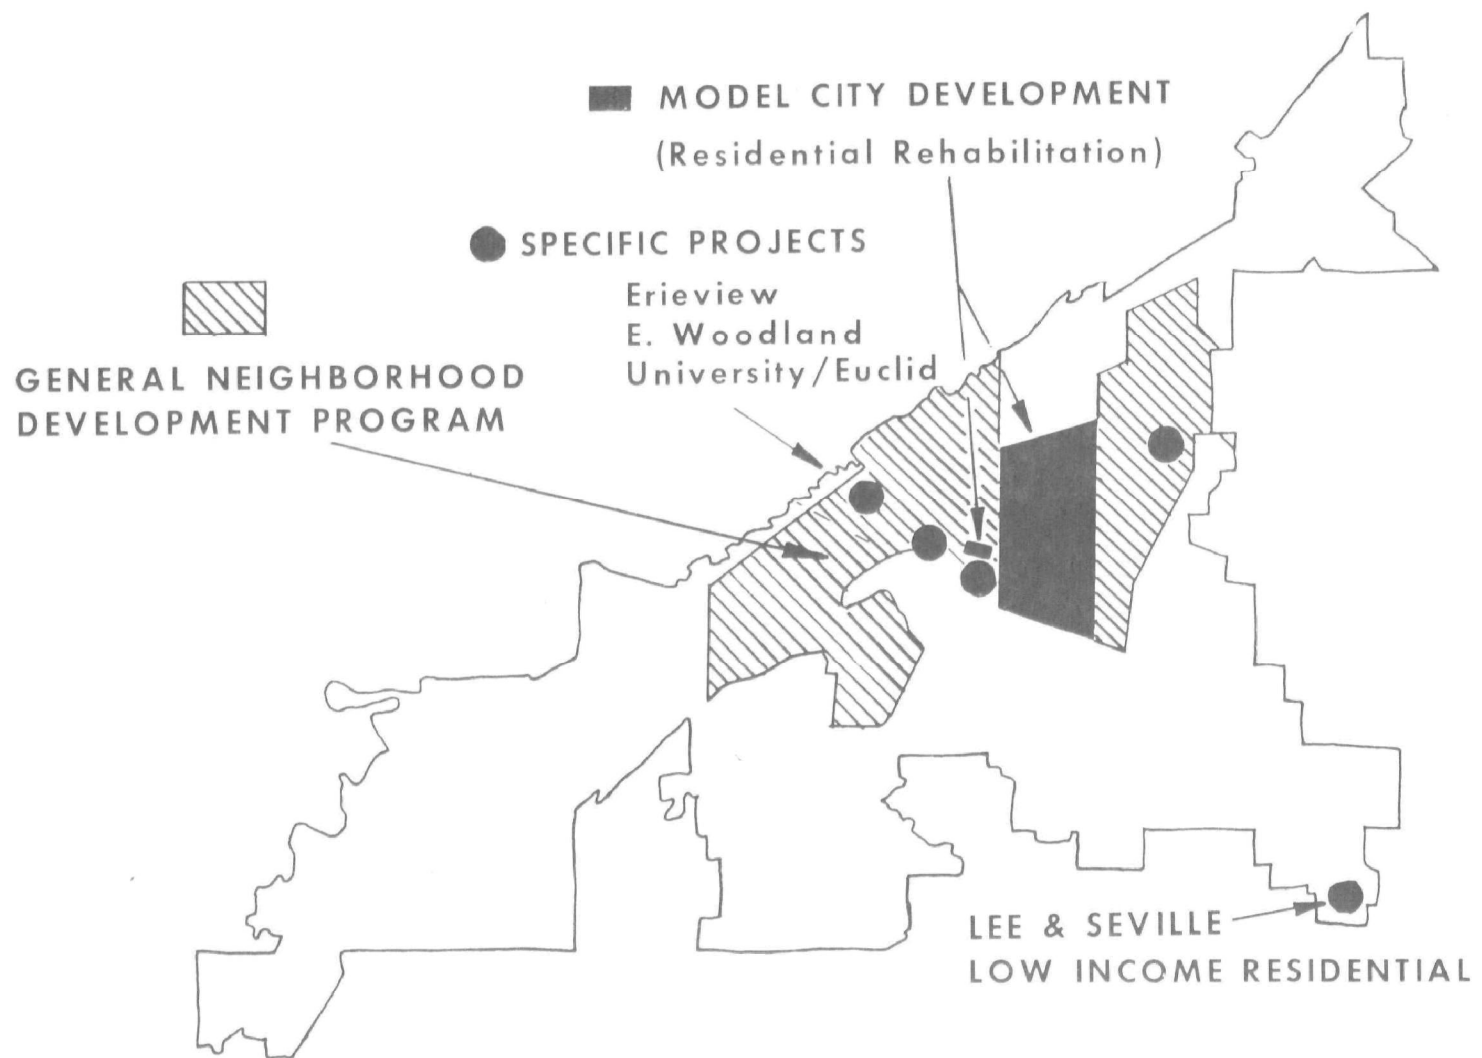 MODEL CITY DEVELOPMENT
(Residential Rehabilitation)
SPECIFIC PROJECTS
Erieview
E. Woodland
University/Euclid
GENERAL NEIGHBORHOOD
DEVELOPMENT PROGRAM
LEE & SEVILLE
LOW INCOME RESIDENTIAL